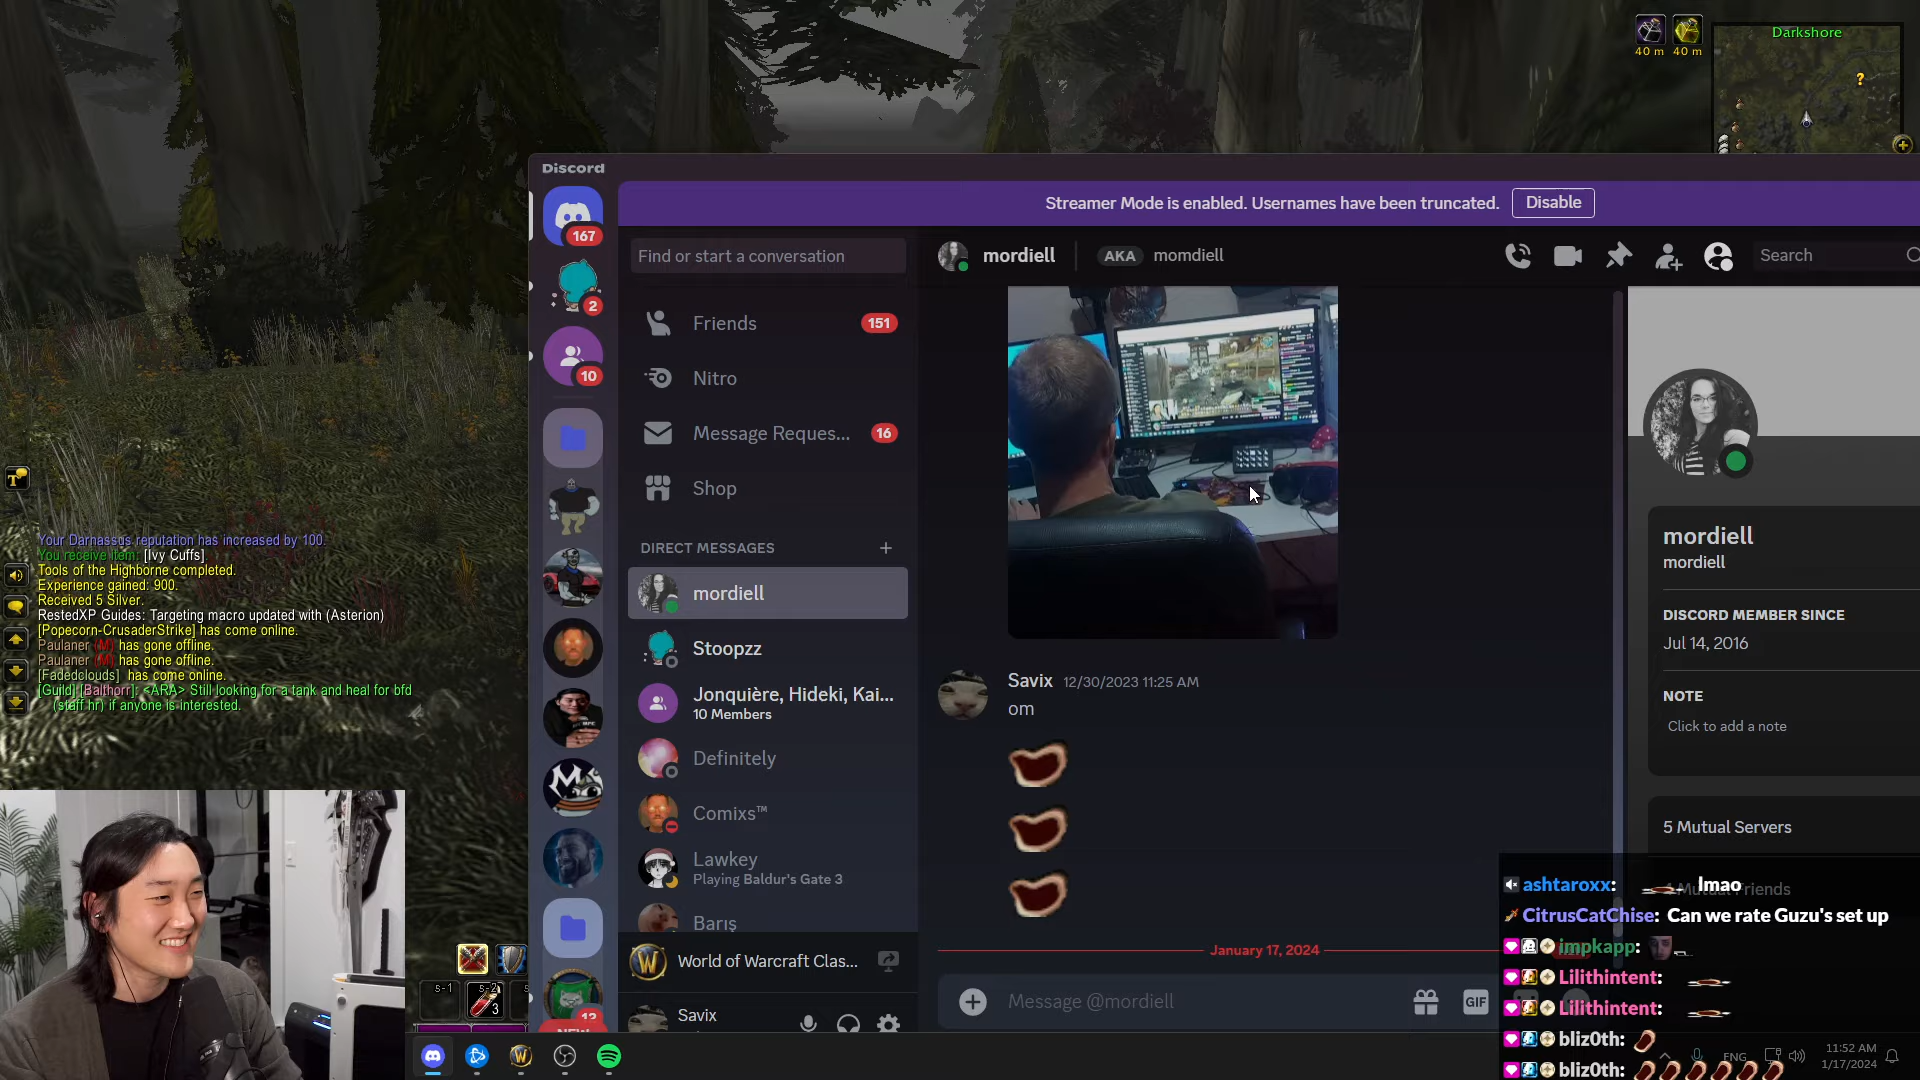 Darkshore
40 m
40 m
Discord
Streamer Mode is enabled. Usernames have been truncated.
Disable
167
2
10
Find or start a conversation
Friends
151
Nitro
Message Reques...
16
Shop
DIRECT MESSAGES
mordiell
Stoopzz
Jonquière, Hideki, Kai...
10 Members
Definitely
Comixs™
Lawkey
Playing Baldur's Gate 3
Barış
World of Warcraft Clas...
Savix
mordiell
AKA
momdiell
Search
Savix 12/30/2023 11:25 AM
om
January 17, 2024
Message @mordiell
GIF
mordiell
mordiell
DISCORD MEMBER SINCE
Jul 14, 2016
NOTE
Click to add a note
5 Mutual Servers
Your Darnassus reputation has increased by 100.
You receive item: [Ivy Cuffs].
Tools of the Highborne completed.
Experience gained: 900.
Received 5 Silver.
RestedXP Guides: Targeting macro updated with (Asterion)
[Popecorn-CrusaderStrike] has come online.
Paulaner (M) has gone offline.
Paulaner (M) has gone offline.
[Fadedclouds] has come online.
[Guild] [Balthorr]: <ARA> Still looking for a tank and heal for bfd
(staff hr) if anyone is interested.
s-1
s-2
3
ashtaroxx: lmao
CitrusCatChise: Can we rate Guzu's set up
impkapp:
Lilithintent:
Lilithintent:
bliz0th:
bliz0th:
ENG
11:52 AM
1/17/2024